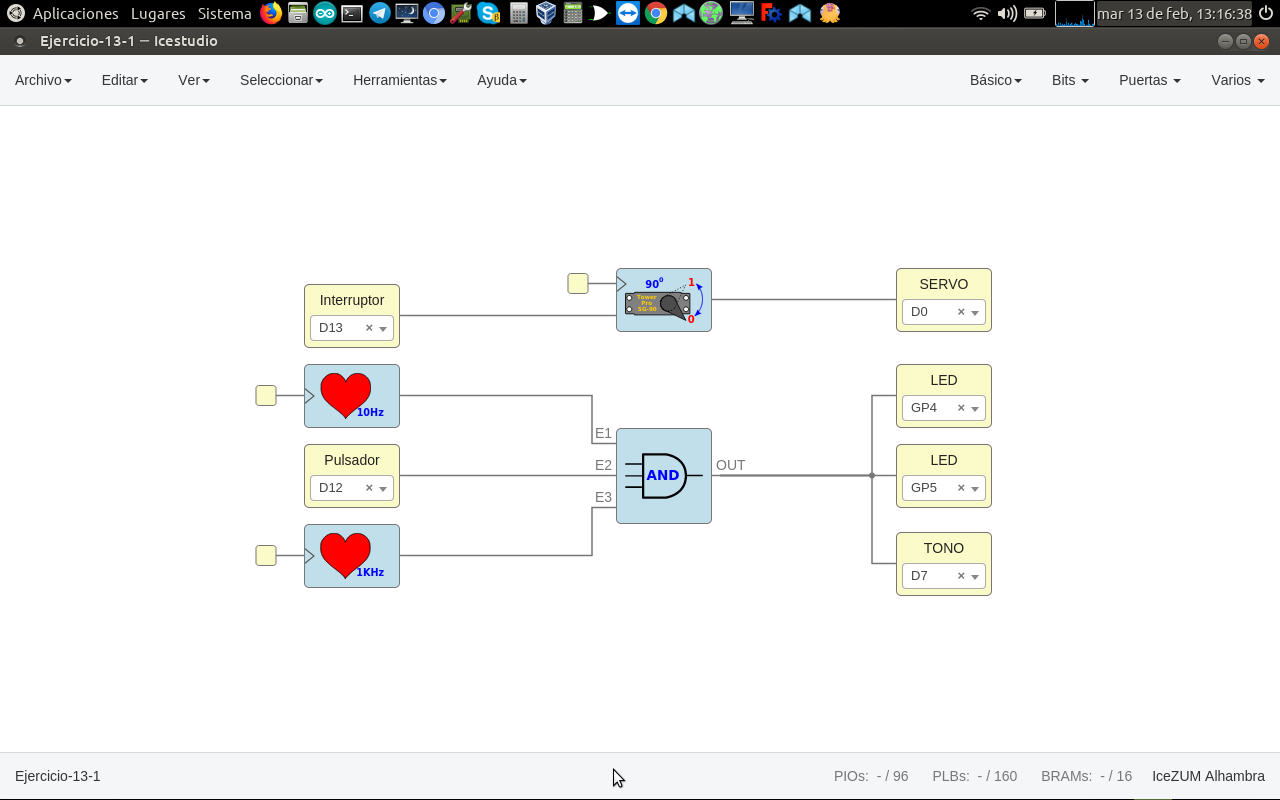 Aplicaciones Lugares Sistema mar 13 de feb, 13:16:38
Ejercicio-13-1 — Icestudio
Archivo Editar Ver Seleccionar Herramientas Ayuda Básico Bits Puertas Varios
90º 1
Tower
Pro
SG-90
0
SERVO
D0 ×
Interruptor
D13 ×
10Hz
LED
GP4 ×
E1
Pulsador
D12 ×
E2
AND
OUT
LED
GP5 ×
E3
1KHz
TONO
D7 ×
Ejercicio-13-1 PIOs: - / 96 PLBs: - / 160 BRAMs: - / 16 IceZUM Alhambra